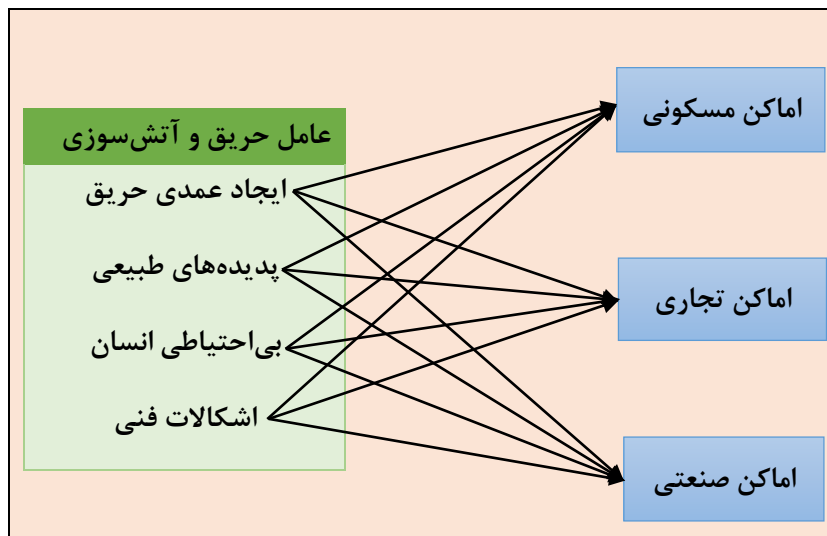 عامل حریق و آتش‌سوزی
ایجاد عمدی حریق
پدیده‌های طبیعی
بی‌احتیاطی انسان
اشکالات فنی
اماکن مسکونی
اماکن تجاری
اماکن صنعتی